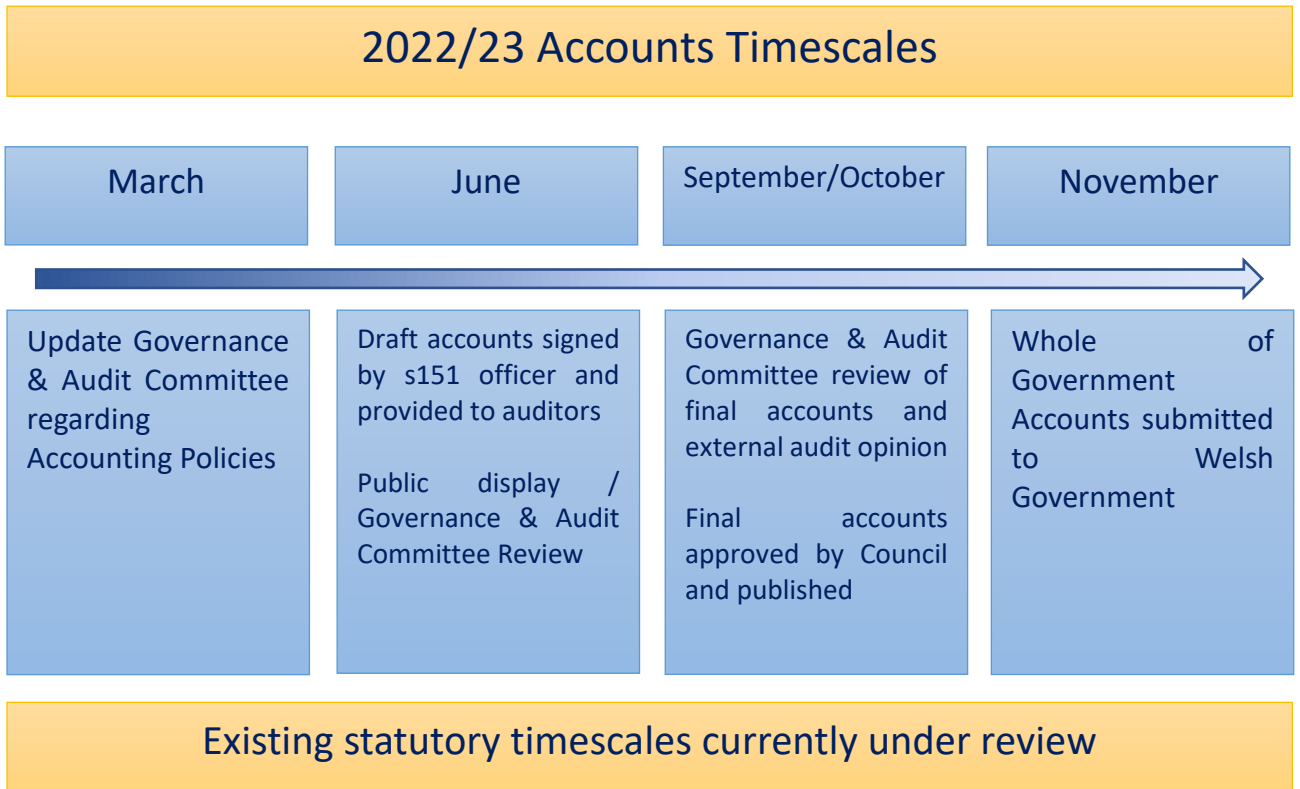 2022/23 Accounts Timescales
March
June
September/October
November
Update Governance
& Audit Committee
regarding
Accounting Policies
Draft accounts signed
by s151 officer and
provided to auditors
Public display /
Governance & Audit
Committee Review
Governance & Audit
Committee review of
final accounts and
external audit opinion
Final accounts
approved by Council
and published
Whole of
Government
Accounts submitted
to Welsh
Government
Existing statutory timescales currently under review